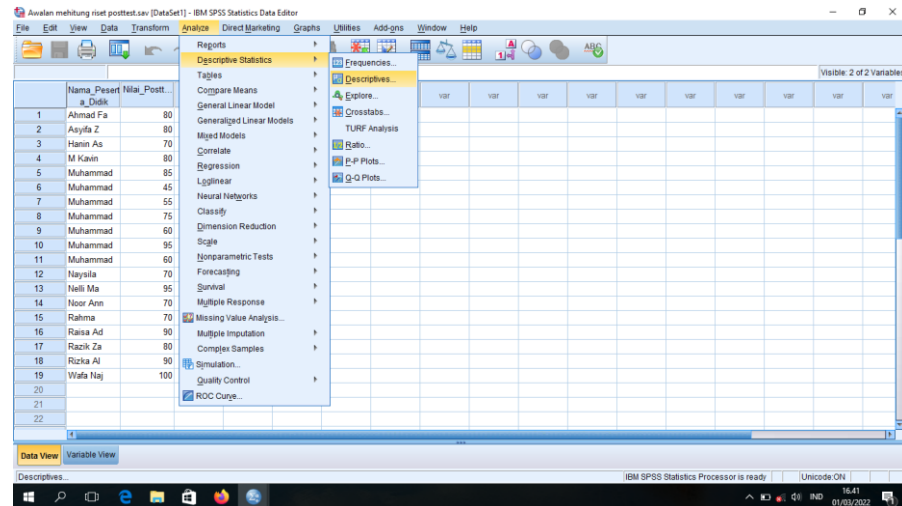 Awalan mehitung riset posttest.sav [DataSet1] - IBM SPSS Statistics Data Editor
File Edit View Data Transform Analyze Direct Marketing Graphs Utilities Add-ons Window Help
Visible: 2 of 2 Variables
Reports
Descriptive Statistics
Tables
Compare Means
General Linear Model
Generalized Linear Models
Mixed Models
Correlate
Regression
Loglinear
Neural Networks
Classify
Dimension Reduction
Scale
Nonparametric Tests
Forecasting
Survival
Multiple Response
Missing Value Analysis...
Multiple Imputation
Complex Samples
Simulation...
Quality Control
ROC Curve...
Frequencies...
Descriptives...
Explore...
Crosstabs...
TURF Analysis
Ratio...
P-P Plots...
Q-Q Plots...
Nama_Pesert Nilai_Postt... var var var var var var var var var var
a_Didik
1 Ahmad Fa 80
2 Asyifa Z 80
3 Hanin As 70
4 M Kavin 80
5 Muhammad 85
6 Muhammad 45
7 Muhammad 55
8 Muhammad 75
9 Muhammad 60
10 Muhammad 95
11 Muhammad 60
12 Naysila 70
13 Nelli Ma 95
14 Noor Ann 70
15 Rahma 70
16 Raisa Ad 90
17 Razik Za 80
18 Rizka Al 90
19 Wafa Naj 100
20
21
22
Data View Variable View
Descriptives... IBM SPSS Statistics Processor is ready Unicode:ON
IND 16.41
01/03/2022